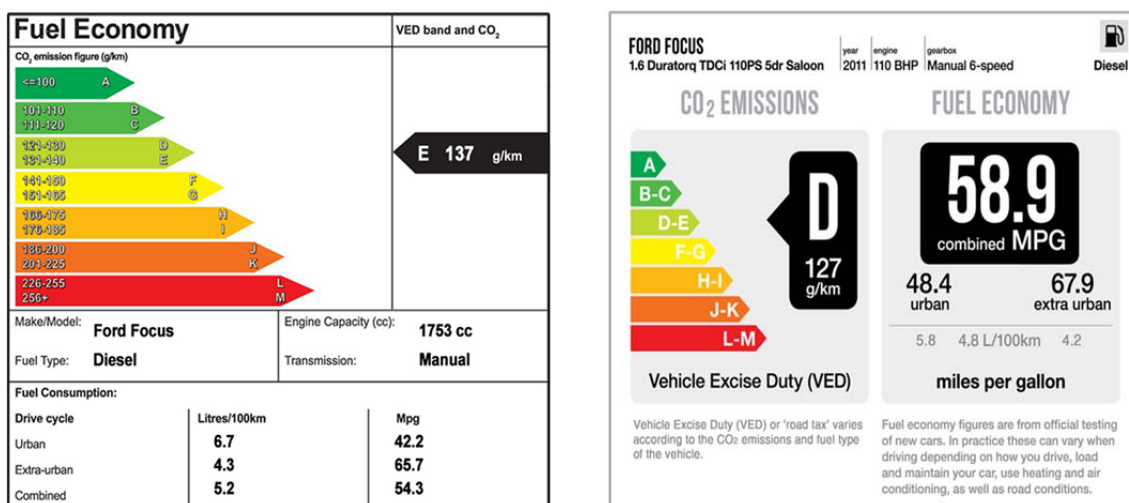 Fuel Economy
VED band and CO2
CO2 emission figure (g/km)
<=100 A
101-110 B
111-120 C
121-130 D
131-140 E
E 137 g/km
141-150 F
151-165 G
166-175 H
176-185 I
186-200 J
201-225 K
226-255 L
256+ M
Make/Model: Ford Focus
Engine Capacity (cc): 1753 cc
Fuel Type: Diesel
Transmission: Manual
Fuel Consumption:
Drive cycle Litres/100km Mpg
Urban 6.7 42.2
Extra-urban 4.3 65.7
Combined 5.2 54.3
FORD FOCUS
1.6 Duratorq TDCi 110PS 5dr Saloon
year
2011
engine
110 BHP
gearbox
Manual 6-speed
Diesel
CO2 EMISSIONS
A
B-C
D-E
F-G
H-I
J-K
L-M
D
127
g/km
Vehicle Excise Duty (VED)
Vehicle Excise Duty (VED) or 'road tax' varies
according to the CO2 emissions and fuel type
of the vehicle.
FUEL ECONOMY
58.9
combined MPG
48.4
urban
67.9
extra urban
5.8 4.8 L/100km 4.2
miles per gallon
Fuel economy figures are from official testing
of new cars. In practice these can vary when
driving depending on how you drive, load
and maintain your car, use heating and air
conditioning, as well as road conditions.